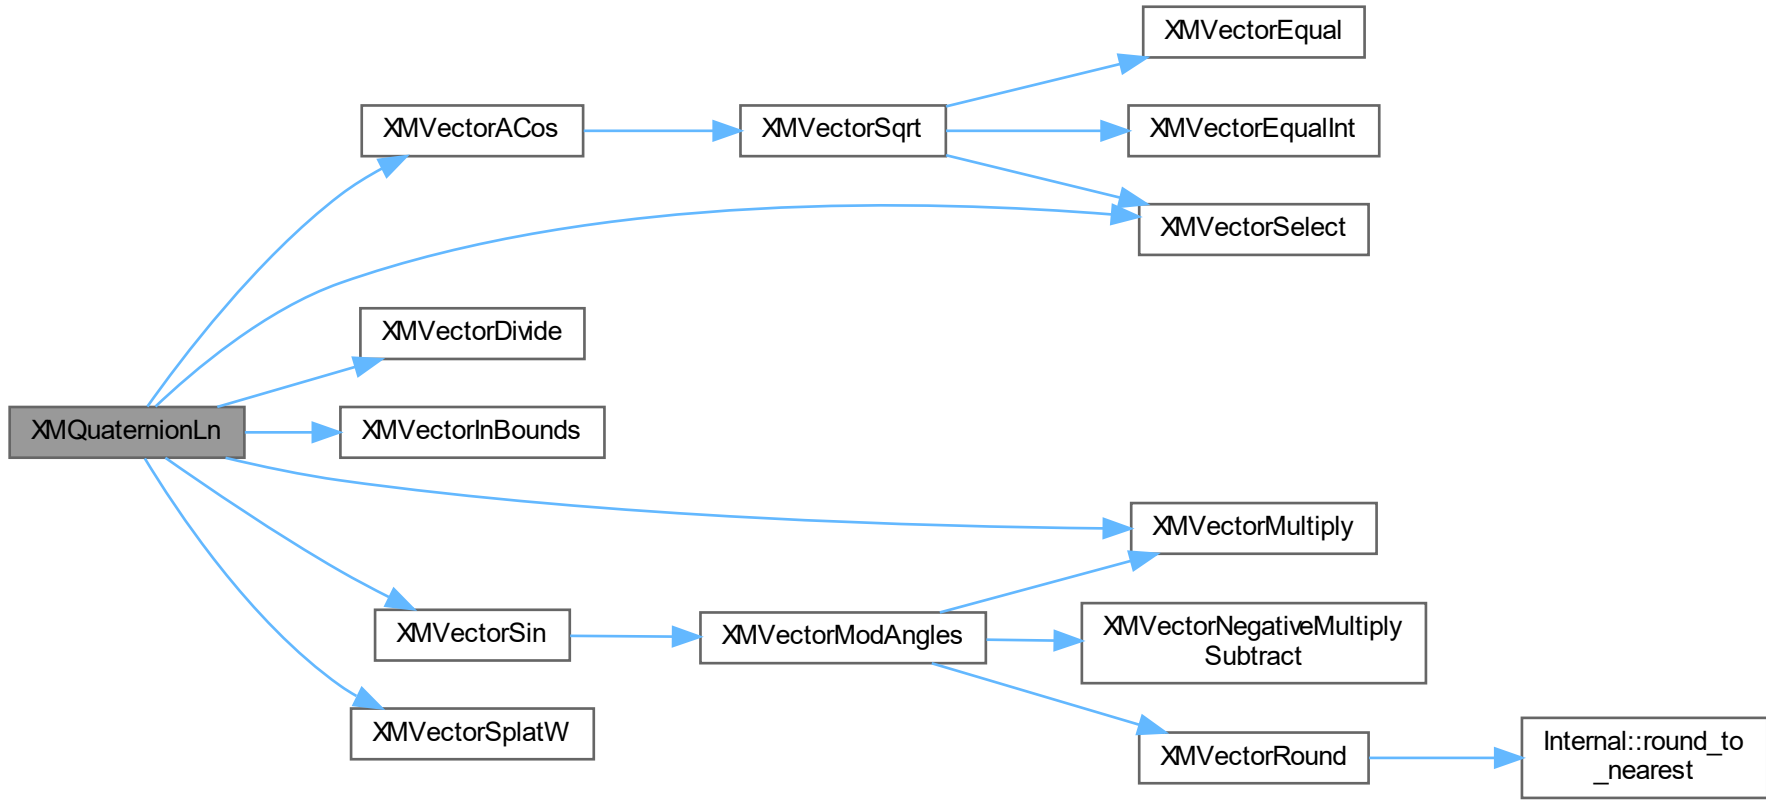 XMVectorEqual
XMVectorACos
XMVectorSqrt
XMVectorEqualInt
XMVectorSelect
XMVectorDivide
XMQuaternionLn
XMVectorInBounds
XMVectorMultiply
XMVectorSin
XMVectorModAngles
XMVectorNegativeMultiply
Subtract
XMVectorSplatW
XMVectorRound
Internal::round_to
_nearest